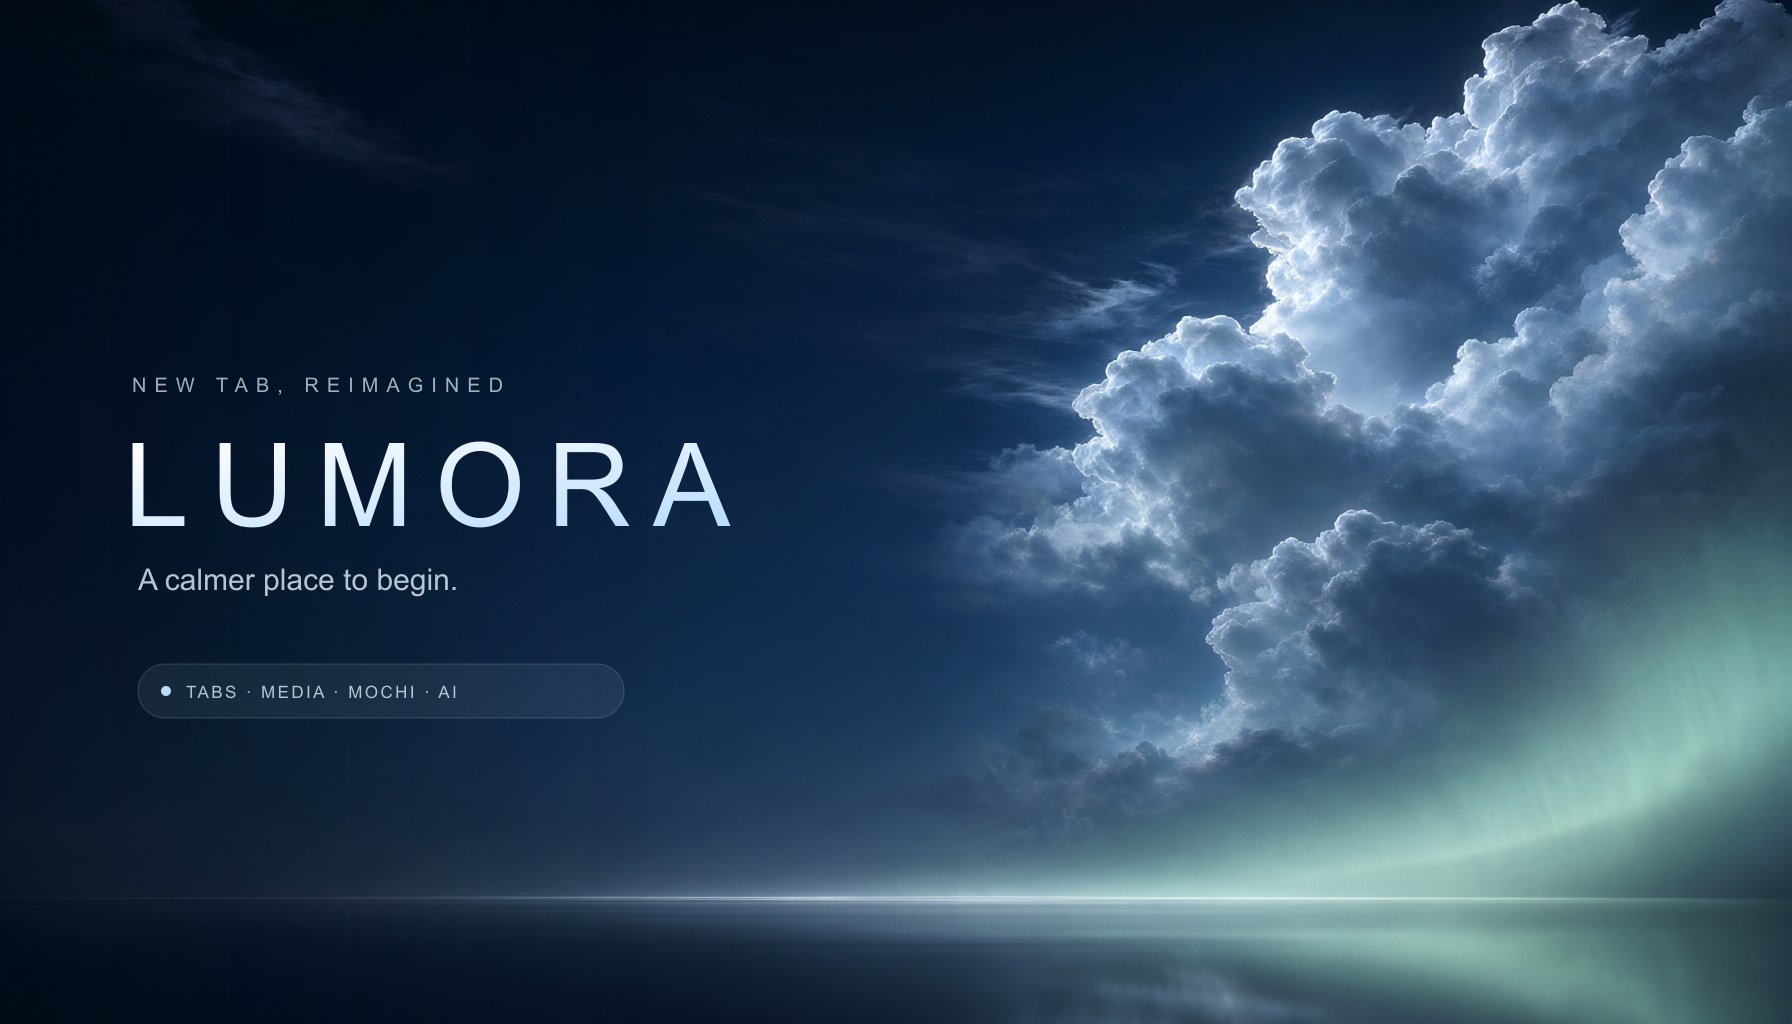 NEW TAB, REIMAGINED
LUMORA
A calmer place to begin.
TABS · MEDIA · MOCHI · AI